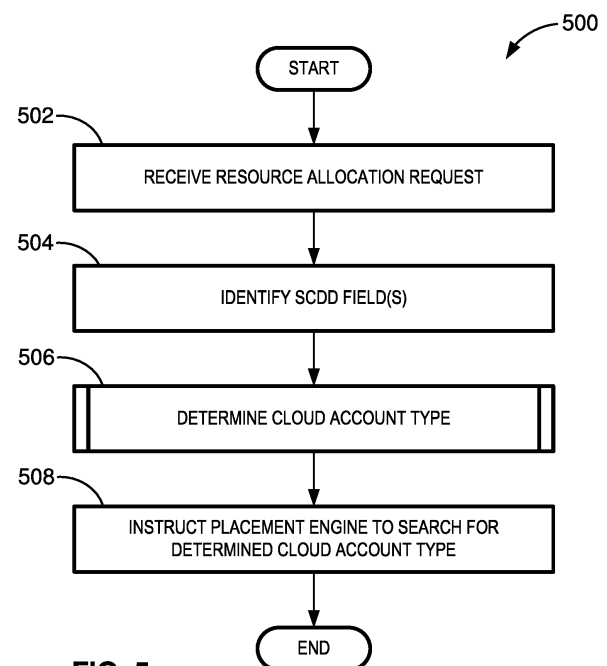 500
START
502
RECEIVE RESOURCE ALLOCATION REQUEST
504
IDENTIFY SCDD FIELD(S)
506
DETERMINE CLOUD ACCOUNT TYPE
508
INSTRUCT PLACEMENT ENGINE TO SEARCH FOR
DETERMINED CLOUD ACCOUNT TYPE
END
FIG. 5